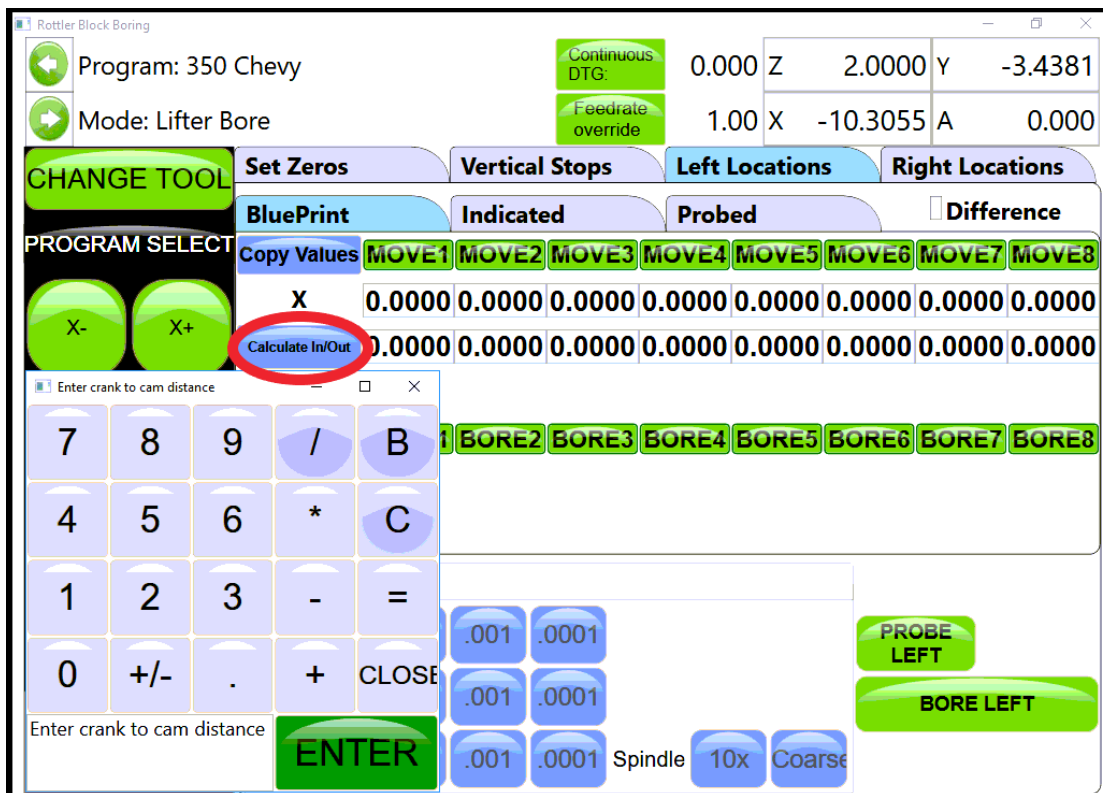 Rottler Block Boring
Program: 350 Chevy
Continuous DTG: 0.000 Z 2.0000 Y -3.4381
Mode: Lifter Bore
Feedrate override 1.00 X -10.3055 A 0.000
CHANGE TOOL
Set Zeros Vertical Stops Left Locations Right Locations
BluePrint Indicated Probed Difference
PROGRAM SELECT
Copy Values MOVE1 MOVE2 MOVE3 MOVE4 MOVE5 MOVE6 MOVE7 MOVE8
X- X+
X 0.0000 0.0000 0.0000 0.0000 0.0000 0.0000 0.0000 0.0000
Calculate In/Out 0.0000 0.0000 0.0000 0.0000 0.0000 0.0000 0.0000 0.0000
Enter crank to cam distance
7 8 9 / B
1 BORE2 BORE3 BORE4 BORE5 BORE6 BORE7 BORE8
4 5 6 * C
1 2 3 - =
.001 .0001
PROBE LEFT
0 +/- . + CLOSE
.001 .0001
BORE LEFT
Enter crank to cam distance
ENTER
.001 .0001 Spindle 10x Coarse